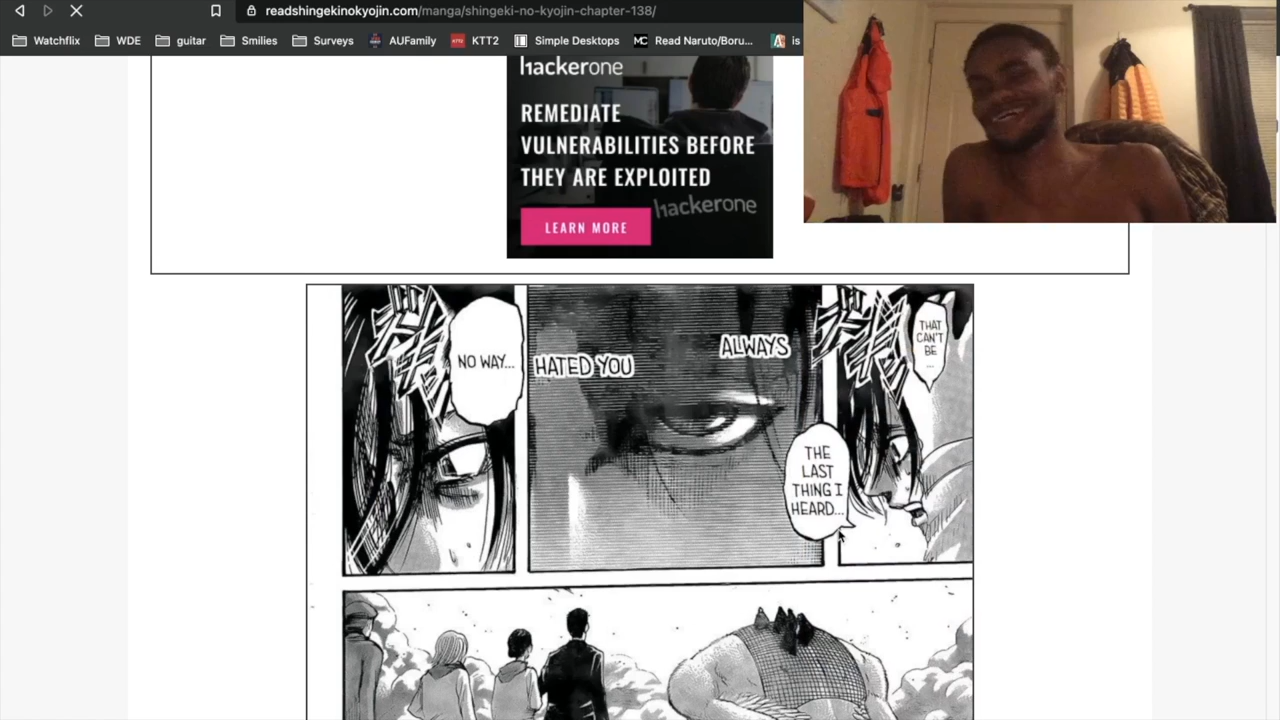 readshingekinokyojin.com/manga/shingeki-no-kyojin-chapter-138/
Watchflix WDE guitar Smilies Surveys AUFamily KTT KTT2 Simple Desktops MC Read Naruto/Boru... is
hackerone
REMEDIATE
VULNERABILITIES BEFORE
THEY ARE EXPLOITED
hackerone
LEARN MORE
THAT
CAN'T
BE
...
THE
LAST
THING I
HEARD...
ALWAYS
HATED YOU
NO WAY...